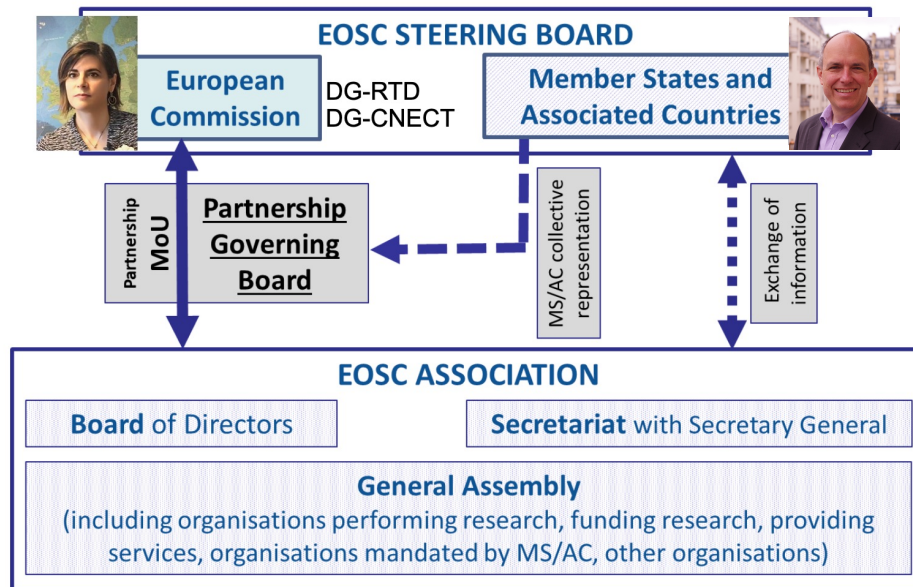 EOSC STEERING BOARD
European
Commission
DG-RTD
DG-CNECT
Member States and
Associated Countries
Partnership
MoU
Partnership
Governing
Board
MS/AC collective
representation
Exchange of
information
EOSC ASSOCIATION
Board of Directors
Secretariat with Secretary General
General Assembly
(including organisations performing research, funding research, providing
services, organisations mandated by MS/AC, other organisations)